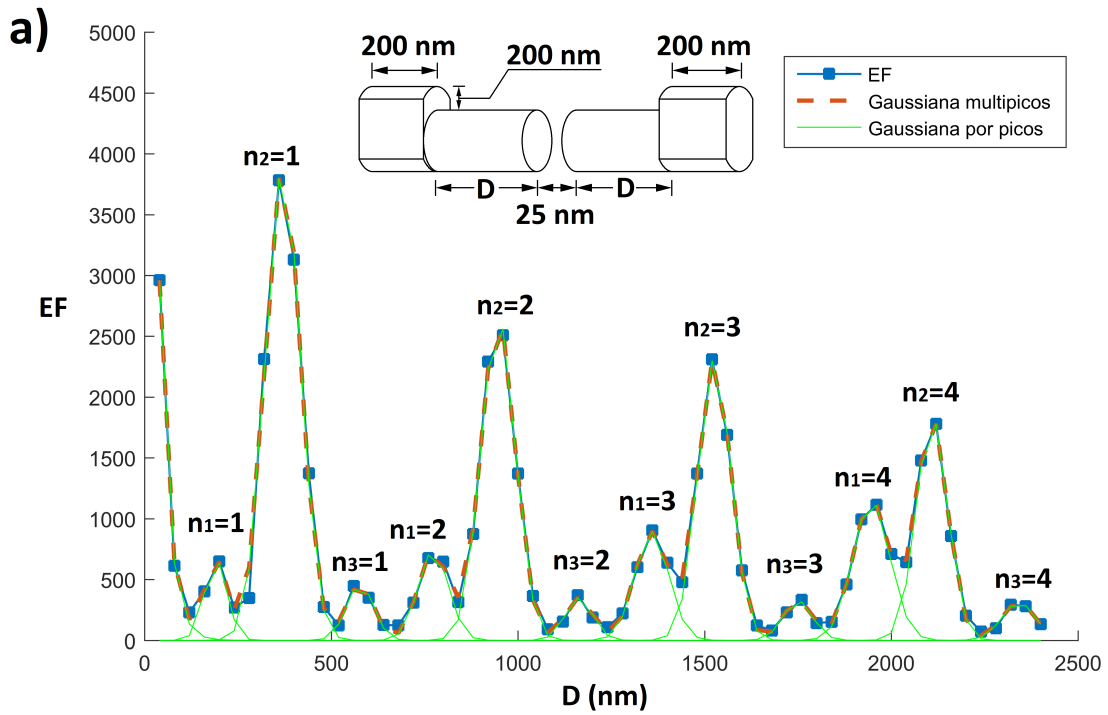 a)
5000
4500
4000
3500
3000
2500
2000
1500
1000
500
0
EF
0
500
1000
1500
2000
2500
D (nm)
200 nm
200 nm
200 nm
D
D
25 nm
EF
Gaussiana multipicos
Gaussiana por picos
n₂=1
n₁=1
n₃=1
n₁=2
n₂=2
n₃=2
n₁=3
n₂=3
n₃=3
n₁=4
n₂=4
n₃=4